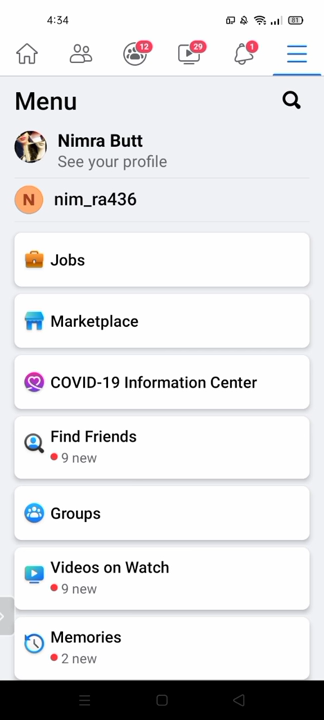 4:34
81
12
29
1
Menu
Nimra Butt
See your profile
N
nim_ra436
Jobs
Marketplace
COVID-19 Information Center
Find Friends
9 new
Groups
Videos on Watch
9 new
Memories
2 new